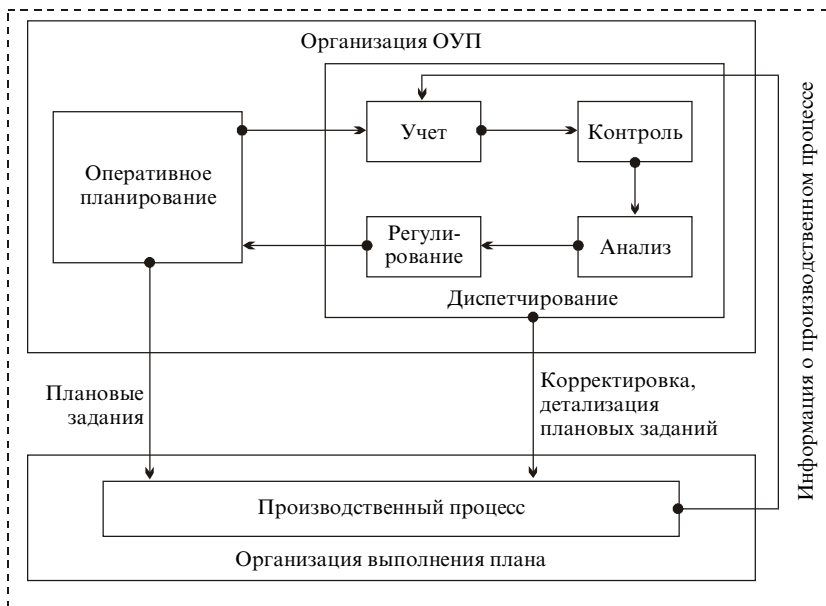 Организация ОУП
Учет
Контроль
Оперативное
планирование
Регули-
рование
Анализ
Диспетчирование
Плановые
задания
Корректировка,
детализация
плановых заданий
Производственный процесс
Организация выполнения плана
Информация о производственном процессе